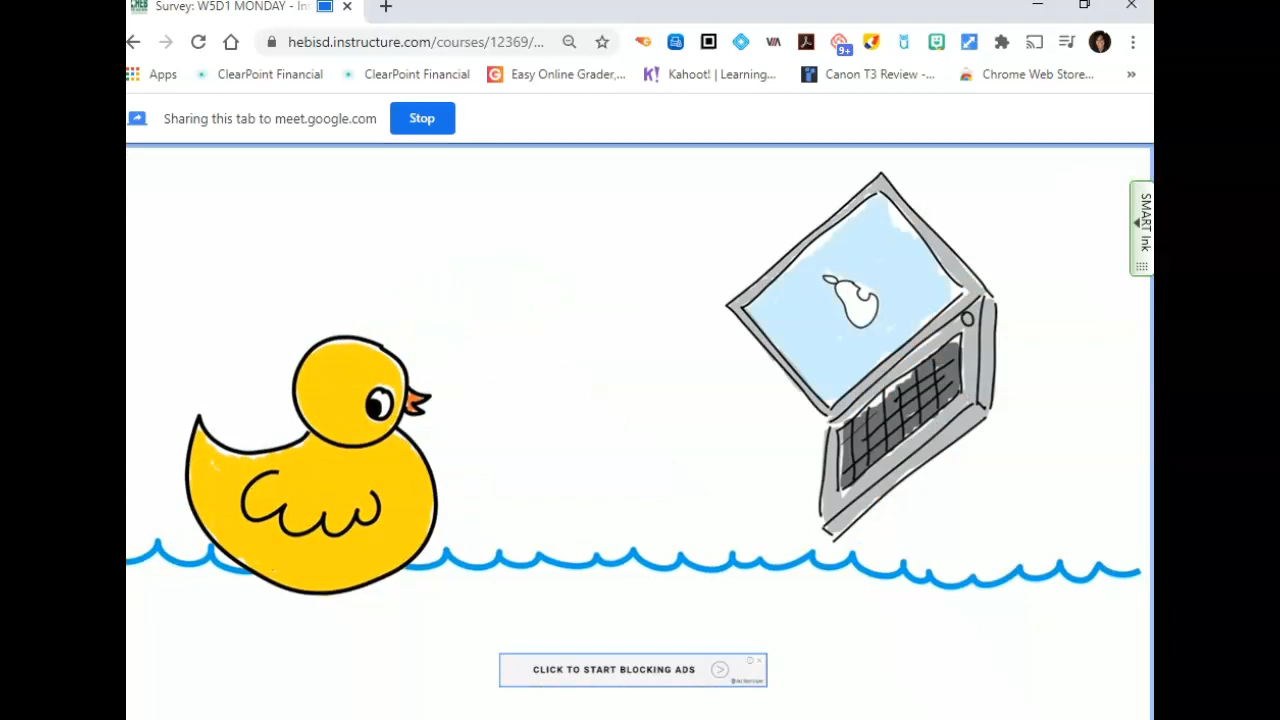 Survey: W5D1 MONDAY - In
hebisd.instructure.com/courses/12369/...
VIA
9+
Apps
ClearPoint Financial
ClearPoint Financial
G
Easy Online Grader,...
K!
Kahoot! | Learning...
Canon T3 Review -...
Chrome Web Store...
Sharing this tab to meet.google.com
Stop
SMART Ink
CLICK TO START BLOCKING ADS